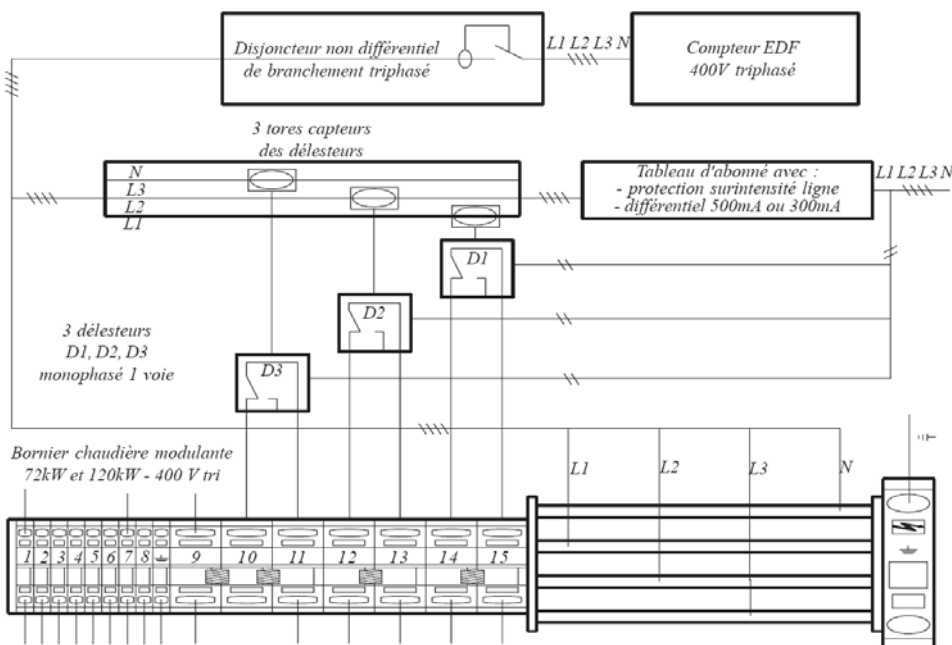 Disjoncteur non différentiel
de branchement triphasé
L1 L2 L3 N
Compteur EDF
400V triphasé
3 tores capteurs
des délesteurs
N
L3
L2
L1
Tableau d'abonné avec :
- protection surintensité ligne
- différentiel 500mA ou 300mA
L1 L2 L3 N
D1
D2
D3
3 délesteurs
D1, D2, D3
monophasé 1 voie
Bornier chaudière modulante
72kW et 120kW - 400 V tri
L1
L2
L3
N
T
1 2 3 4 5 6 7 8 9 10 11 12 13 14 15